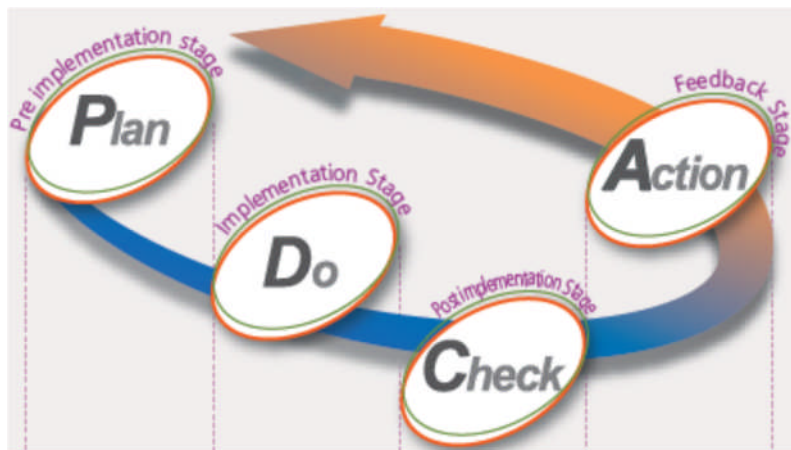 Pre implementation stage
Plan
Implementation Stage
Do
Post implementation Stage
Check
Feedback Stage
Action